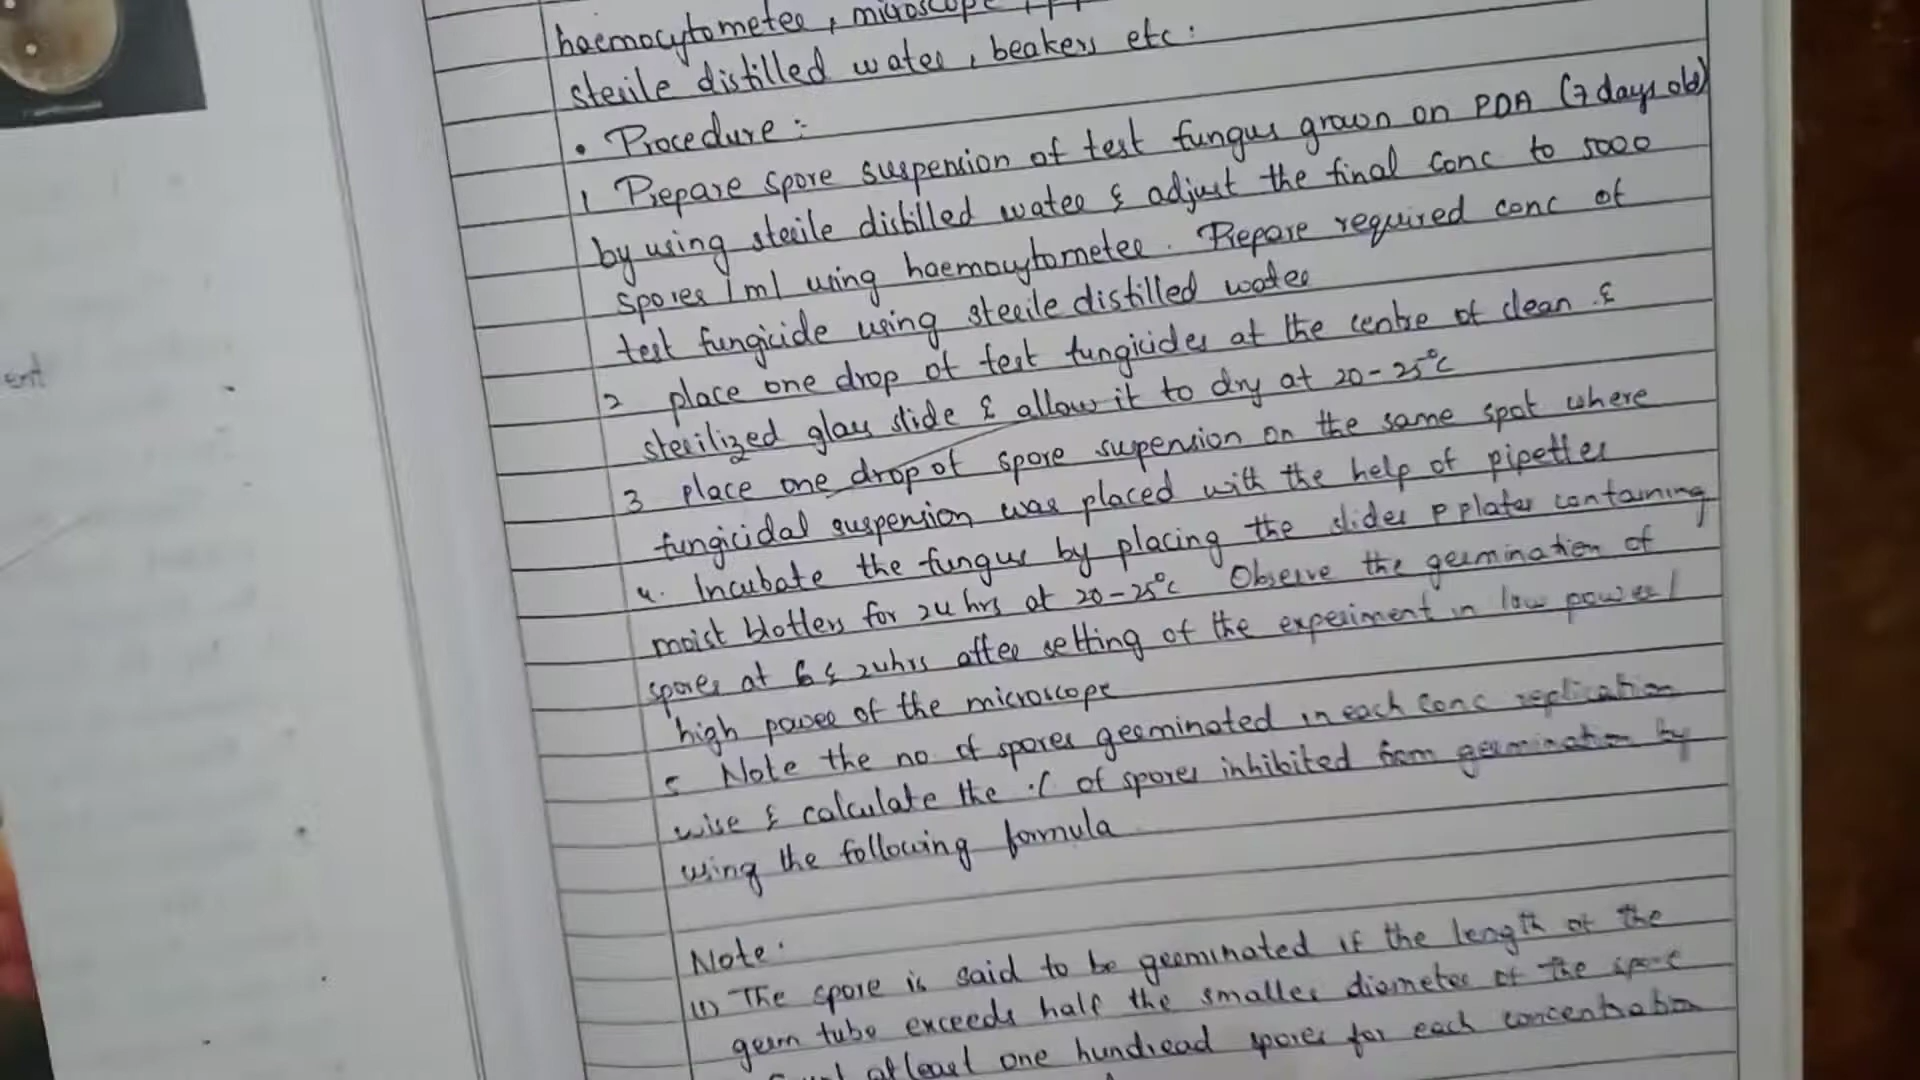 haemocytometer, microscope,
sterile distilled water, beakers etc.
• Procedure :
1 Prepare spore suspension of test fungus grown on PDA (7 days old)
by using sterile distilled water & adjust the final conc to 5000
spores / ml using haemocytometer. Prepare required conc of
test fungicide using sterile distilled water
2 place one drop of test fungicides at the centre of clean &
sterilized glass slide & allow it to dry at 20-25°c
3 place one drop of spore supension on the same spot where
fungicidal suspension was placed with the help of pipettes
4. Incubate the fungus by placing the slides P plates containing
moist blotters for 24 hrs at 20-25°c Observe the germination of
spores at 6 & 24hrs after setting of the experiment in low power /
high power of the microscope
5 Note the no. of spores germinated in each conc replication
wise & calculate the % of spores inhibited from germination by
using the following formula
Note:
(1) The spore is said to be germinated if the length of the
germ tube exceeds half the smaller diameter of the spore
at least one hundread spores for each concentration
ent